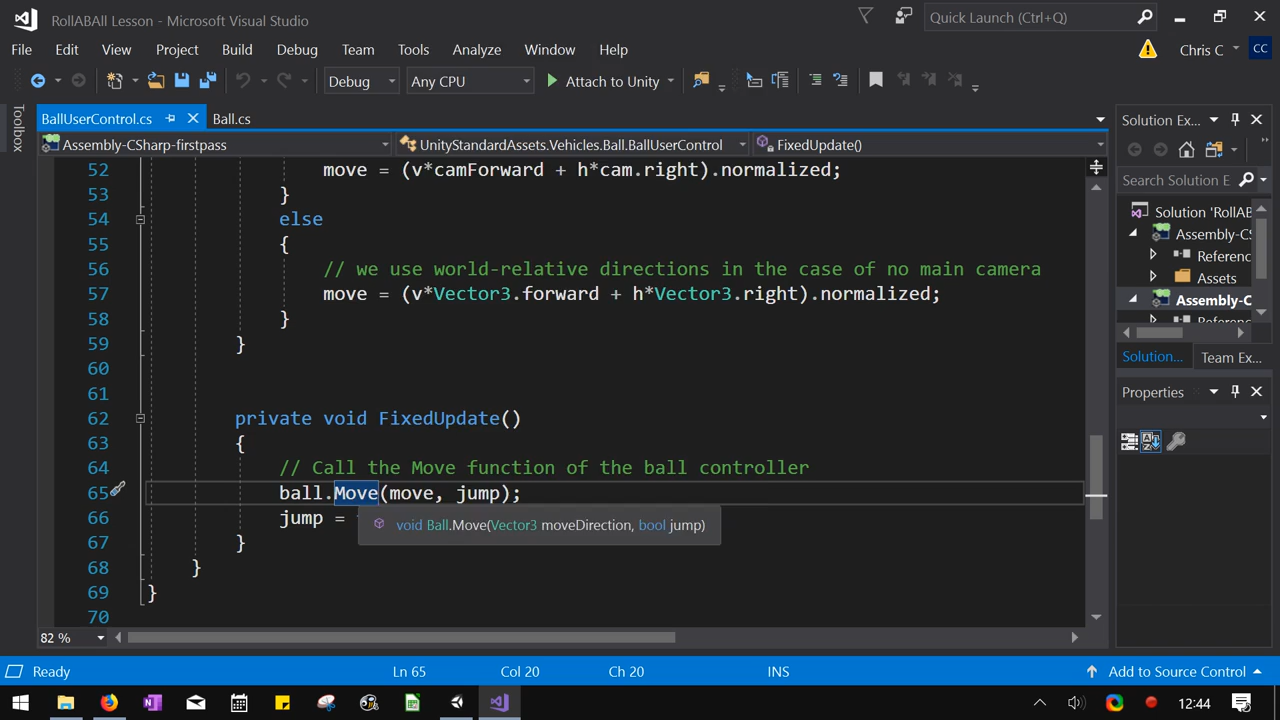 RollABAll Lesson - Microsoft Visual Studio
Quick Launch (Ctrl+Q)
File Edit View Project Build Debug Team Tools Analyze Window Help
Chris C
CC
Debug
Any CPU
Attach to Unity
Toolbox
BallUserControl.cs
Ball.cs
Assembly-CSharp-firstpass
UnityStandardAssets.Vehicles.Ball.BallUserControl
FixedUpdate()
52 move = (v*camForward + h*cam.right).normalized;
53 }
54 else
55 {
56 // we use world-relative directions in the case of no main camera
57 move = (v*Vector3.forward + h*Vector3.right).normalized;
58 }
59 }
60
61
62 private void FixedUpdate()
63 {
64 // Call the Move function of the ball controller
65 ball.Move(move, jump);
66 jump =
void Ball.Move(Vector3 moveDirection, bool jump)
67 }
68 }
69 }
70
82 %
Solution Ex...
Search Solution E
Solution 'RollAB
Assembly-CS
Referenc
Assets
Assembly-C
Solution...
Team Ex...
Properties
Ready
Ln 65
Col 20
Ch 20
INS
Add to Source Control
12:44